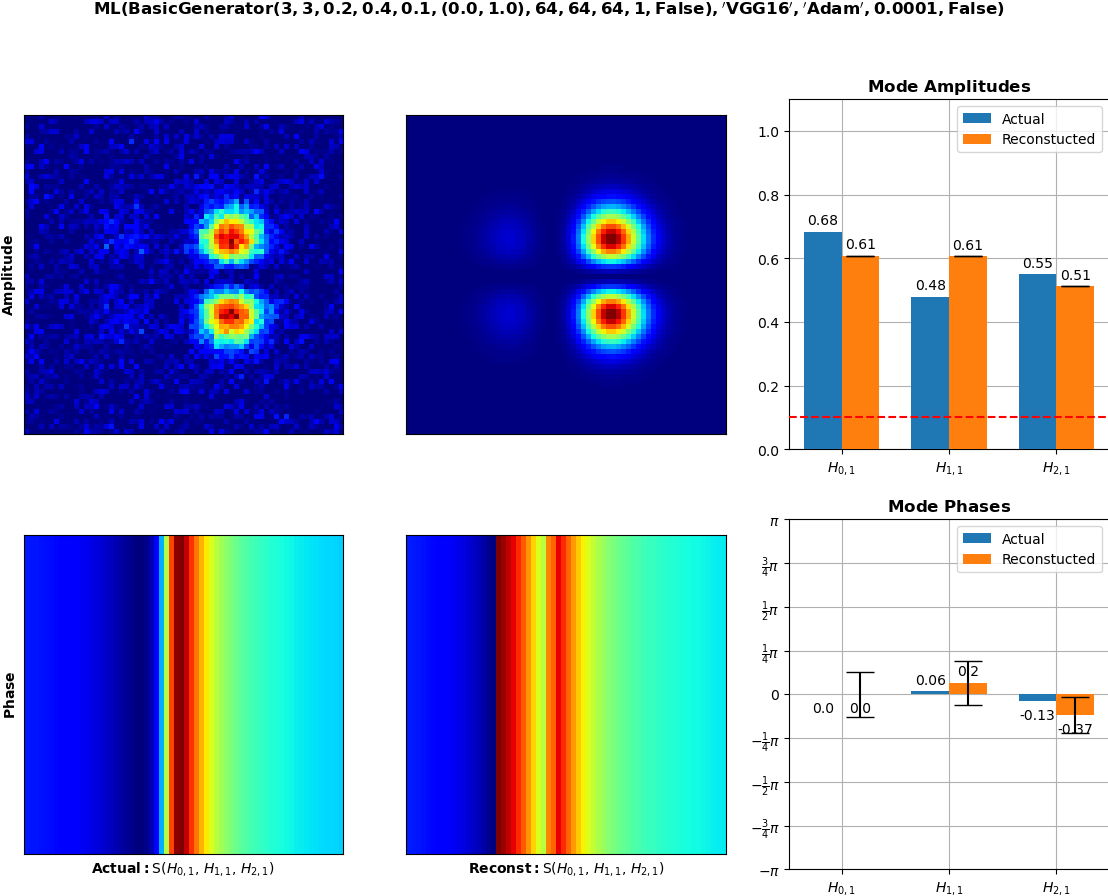 ML(BasicGenerator(3, 3, 0.2, 0.4, 0.1, (0.0, 1.0), 64, 64, 64, 1, False), ′VGG16′, ′Adam′, 0.0001, False)
Amplitude
Mode Amplitudes
Actual
Reconstucted
1.0
0.8
0.6
0.4
0.2
0.0
0.68
0.61
0.48
0.61
0.55
0.51
H0, 1
H1, 1
H2, 1
Phase
Actual: S(H0, 1, H1, 1, H2, 1)
Reconst: S(H0, 1, H1, 1, H2, 1)
Mode Phases
Actual
Reconstucted
π
3/4π
1/2π
1/4π
0
−1/4π
−1/2π
−3/4π
−π
0.0
0.0
0.06
0.2
-0.13
-0.37
H0, 1
H1, 1
H2, 1